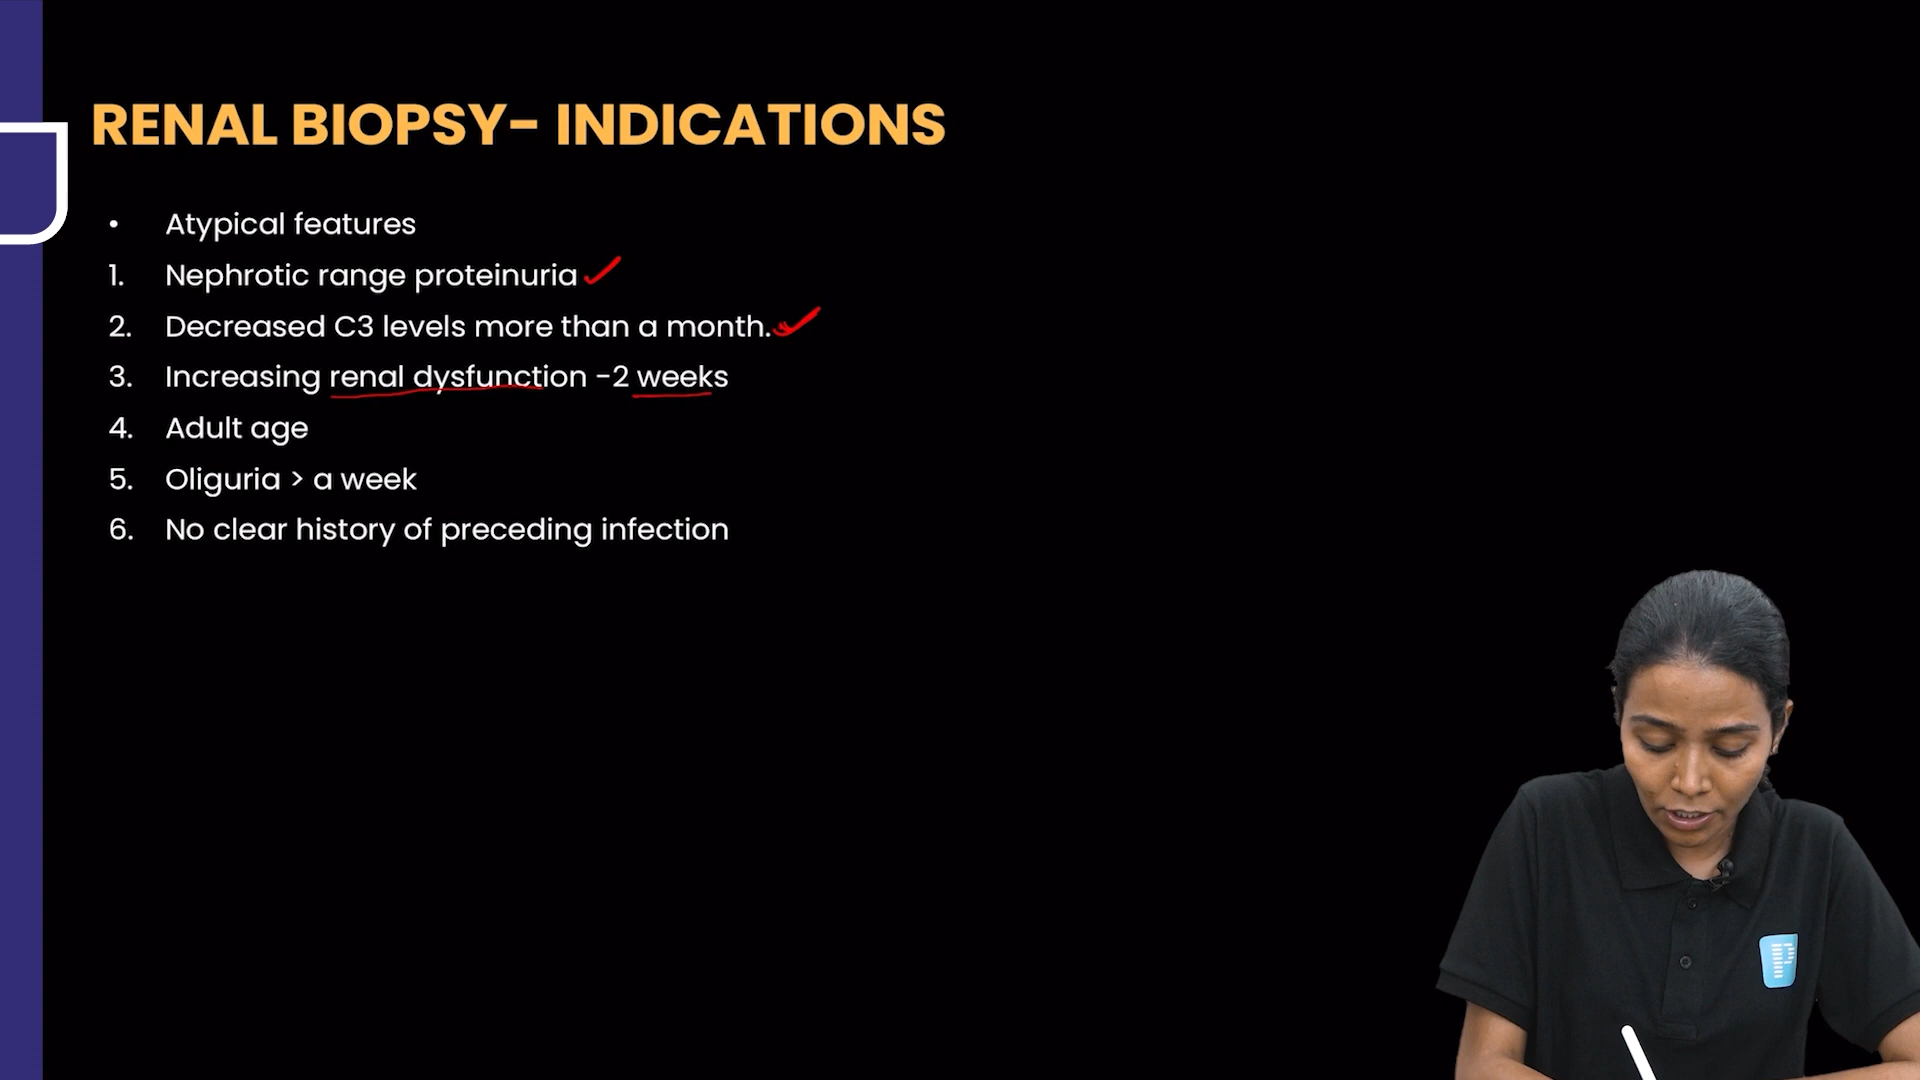 RENAL BIOPSY- INDICATIONS
• Atypical features
1. Nephrotic range proteinuria
2. Decreased C3 levels more than a month.
3. Increasing renal dysfunction -2 weeks
4. Adult age
5. Oliguria > a week
6. No clear history of preceding infection